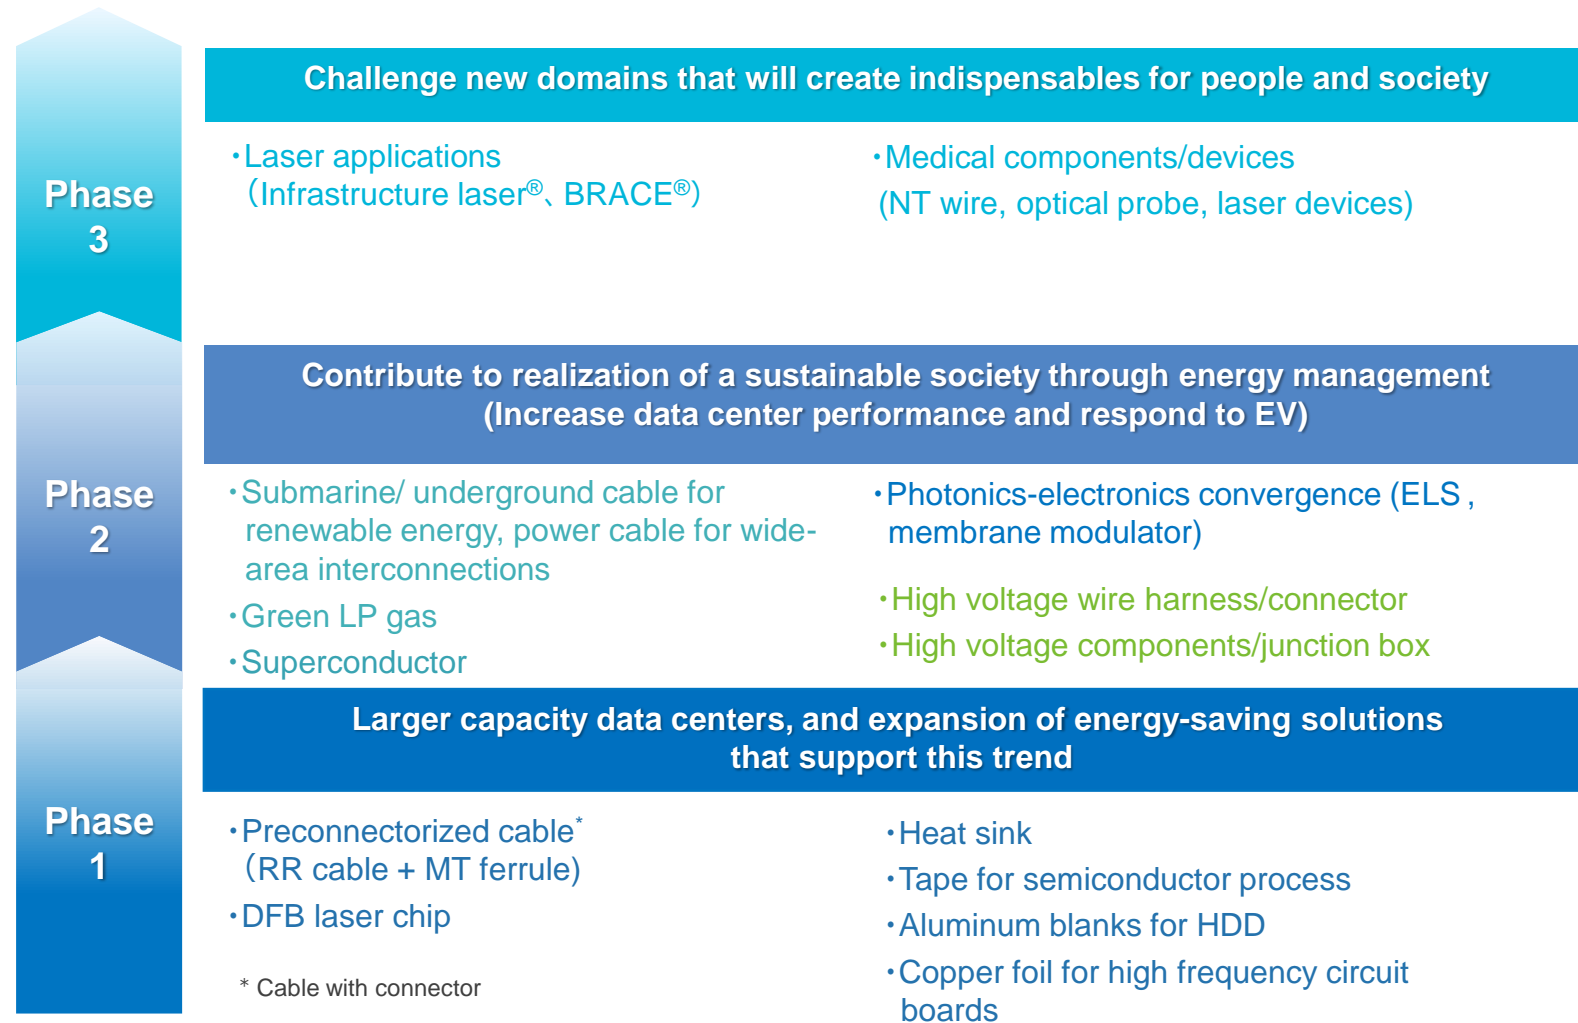 Challenge new domains that will create indispensables for people and society
Phase
3
・Laser applications
（Infrastructure laser®、BRACE®）
・Medical components/devices
(NT wire, optical probe, laser devices)
Contribute to realization of a sustainable society through energy management
(Increase data center performance and respond to EV)
Phase
2
・Submarine/ underground cable for
renewable energy, power cable for wide-
area interconnections
・Green LP gas
・Superconductor
・Photonics-electronics convergence (ELS ,
membrane modulator)
・High voltage wire harness/connector
・High voltage components/junction box
Larger capacity data centers, and expansion of energy-saving solutions
that support this trend
Phase
1
・Preconnectorized cable*
（RR cable + MT ferrule)
・DFB laser chip
* Cable with connector
・Heat sink
・Tape for semiconductor process
・Aluminum blanks for HDD
・Copper foil for high frequency circuit
boards